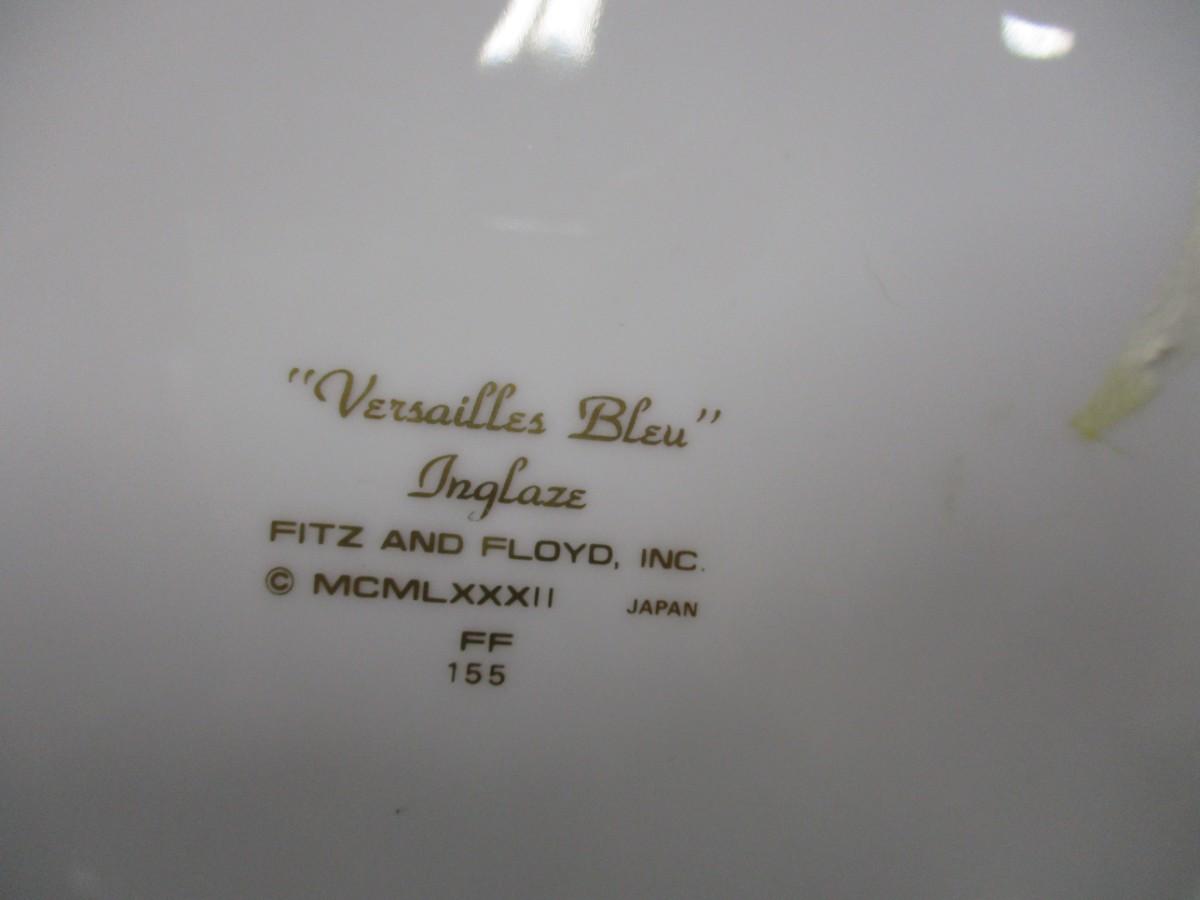 "Versailles Bleu"
Inglaze
FITZ AND FLOYD, INC.
© MCMLXXXII JAPAN
FF
155